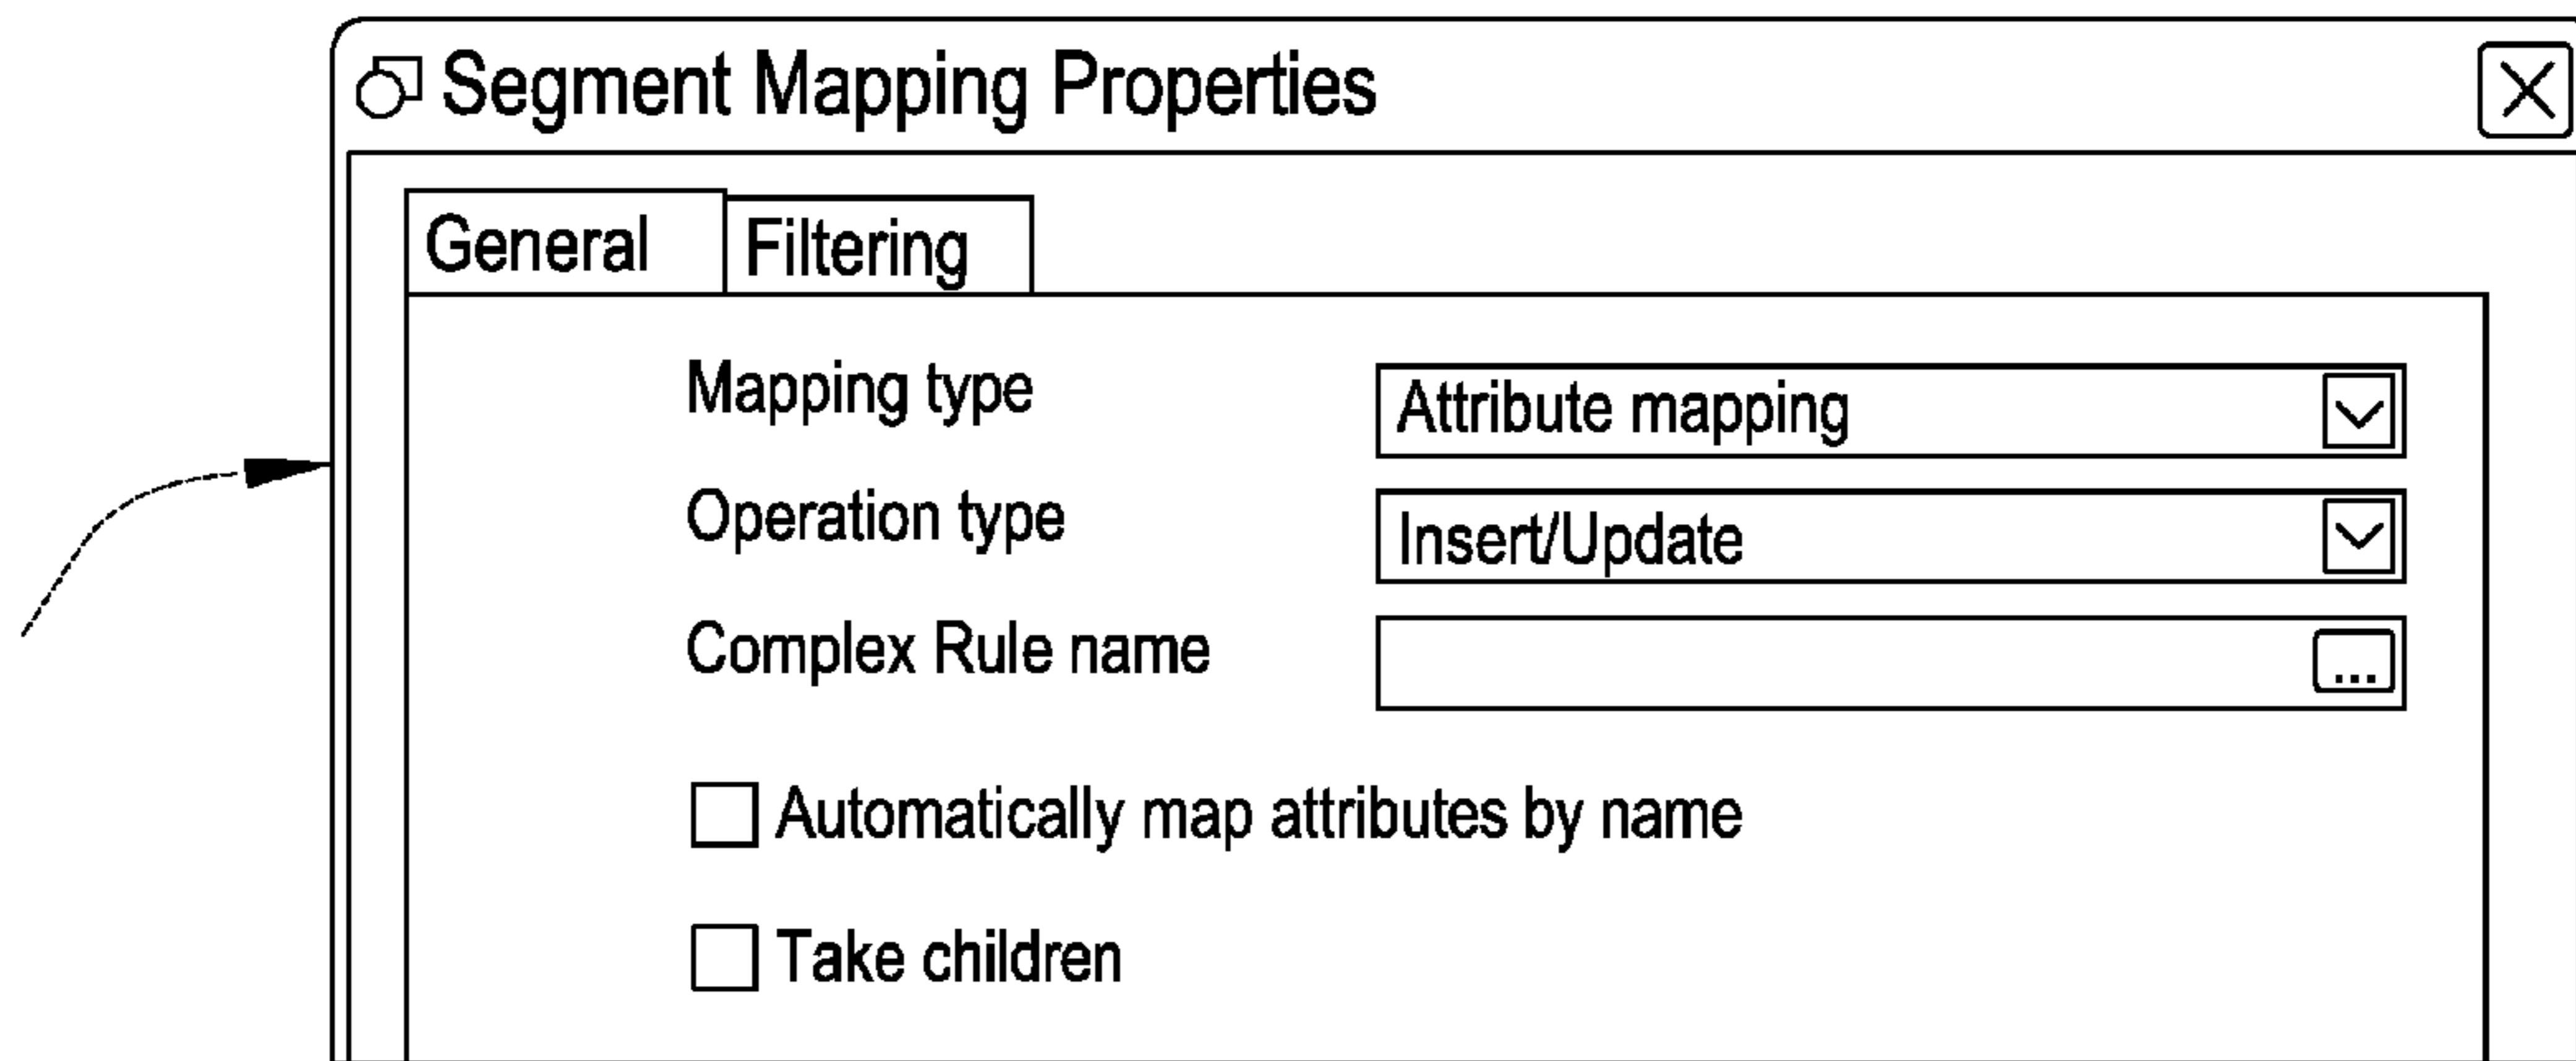 Segment Mapping Properties
General Filtering
Mapping type Attribute mapping
Operation type Insert/Update
Complex Rule name ...
Automatically map attributes by name
Take children